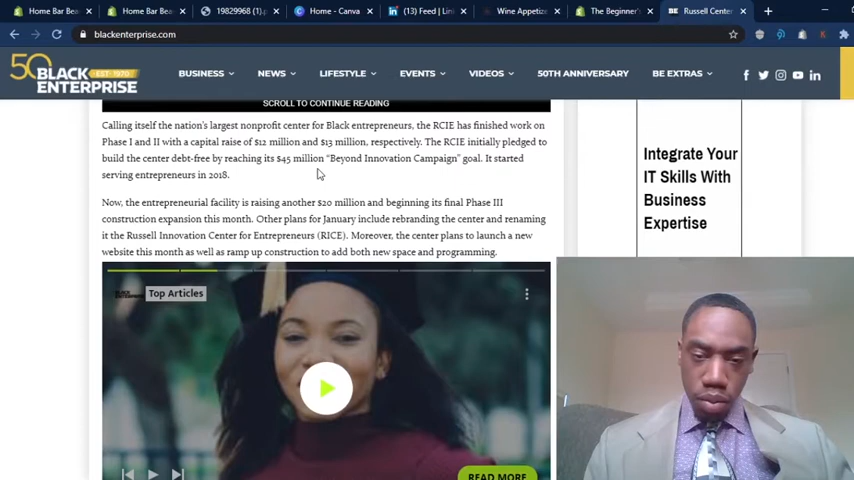 Home Bar Bea
Home Bar Bea
19829968 (1).
Home - Canva
(13) Feed | Lin
Wine Appetize
The Beginner's
BE
Russell Center
blackenterprise.com
50
BLACK
EST. 1970
ENTERPRISE
BUSINESS
NEWS
LIFESTYLE
EVENTS
VIDEOS
50TH ANNIVERSARY
BE EXTRAS
SCROLL TO CONTINUE READING
Calling itself the nation's largest nonprofit center for Black entrepreneurs, the RCIE has finished work on
Phase I and II with a capital raise of $12 million and $13 million, respectively. The RCIE initially pledged to
build the center debt-free by reaching its $45 million “Beyond Innovation Campaign” goal. It started
serving entrepreneurs in 2018.
Now, the entrepreneurial facility is raising another $20 million and beginning its final Phase III
construction expansion this month. Other plans for January include rebranding the center and renaming
it the Russell Innovation Center for Entrepreneurs (RICE). Moreover, the center plans to launch a new
website this month as well as ramp up construction to add both new space and programming.
Integrate Your
IT Skills With
Business
Expertise
BLACK
ENTERPRISE
Top Articles
READ MORE